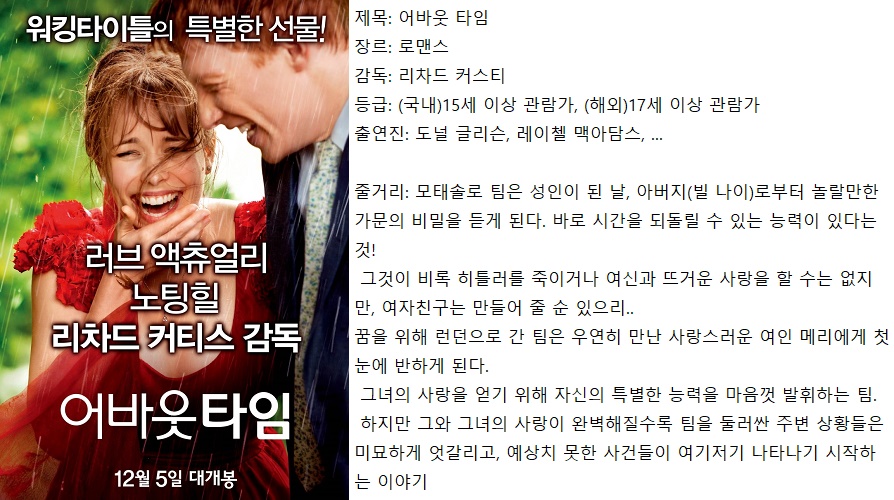 워킹타이틀의 특별한 선물!
러브 액츄얼리
노팅힐
리차드 커티스 감독
어바웃타임
12월 5일 대개봉
제목: 어바웃 타임
장르: 로맨스
감독: 리차드 커스티
등급: (국내)15세 이상 관람가, (해외)17세 이상 관람가
출연진: 도널 글리슨, 레이첼 맥아담스, ...
줄거리: 모태솔로 팀은 성인이 된 날, 아버지(빌 나이)로부터 놀랄만한
가문의 비밀을 듣게 된다. 바로 시간을 되돌릴 수 있는 능력이 있다는
것!
그것이 비록 히틀러를 죽이거나 여신과 뜨거운 사랑을 할 수는 없지
만, 여자친구는 만들어 줄 순 있으리..
꿈을 위해 런던으로 간 팀은 우연히 만난 사랑스러운 여인 메리에게 첫
눈에 반하게 된다.
그녀의 사랑을 얻기 위해 자신의 특별한 능력을 마음껏 발휘하는 팀.
하지만 그와 그녀의 사랑이 완벽해질수록 팀을 둘러싼 주변 상황들은
미묘하게 엇갈리고, 예상치 못한 사건들이 여기저기 나타나기 시작하
는 이야기